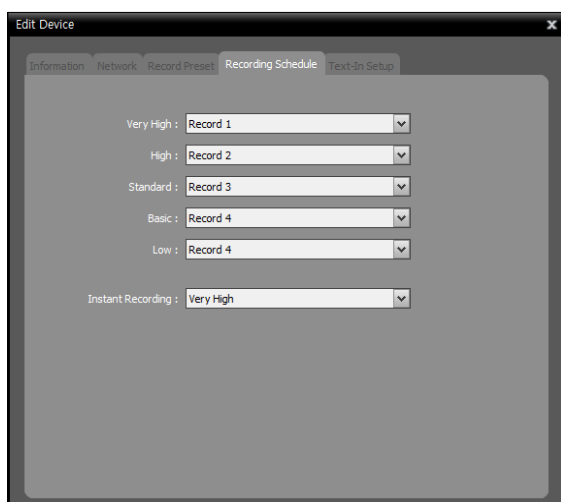 Edit Device x
Information Network Record Preset Recording Schedule Text-In Setup
Very High : Record 1
High : Record 2
Standard : Record 3
Basic : Record 4
Low : Record 4
Instant Recording : Very High